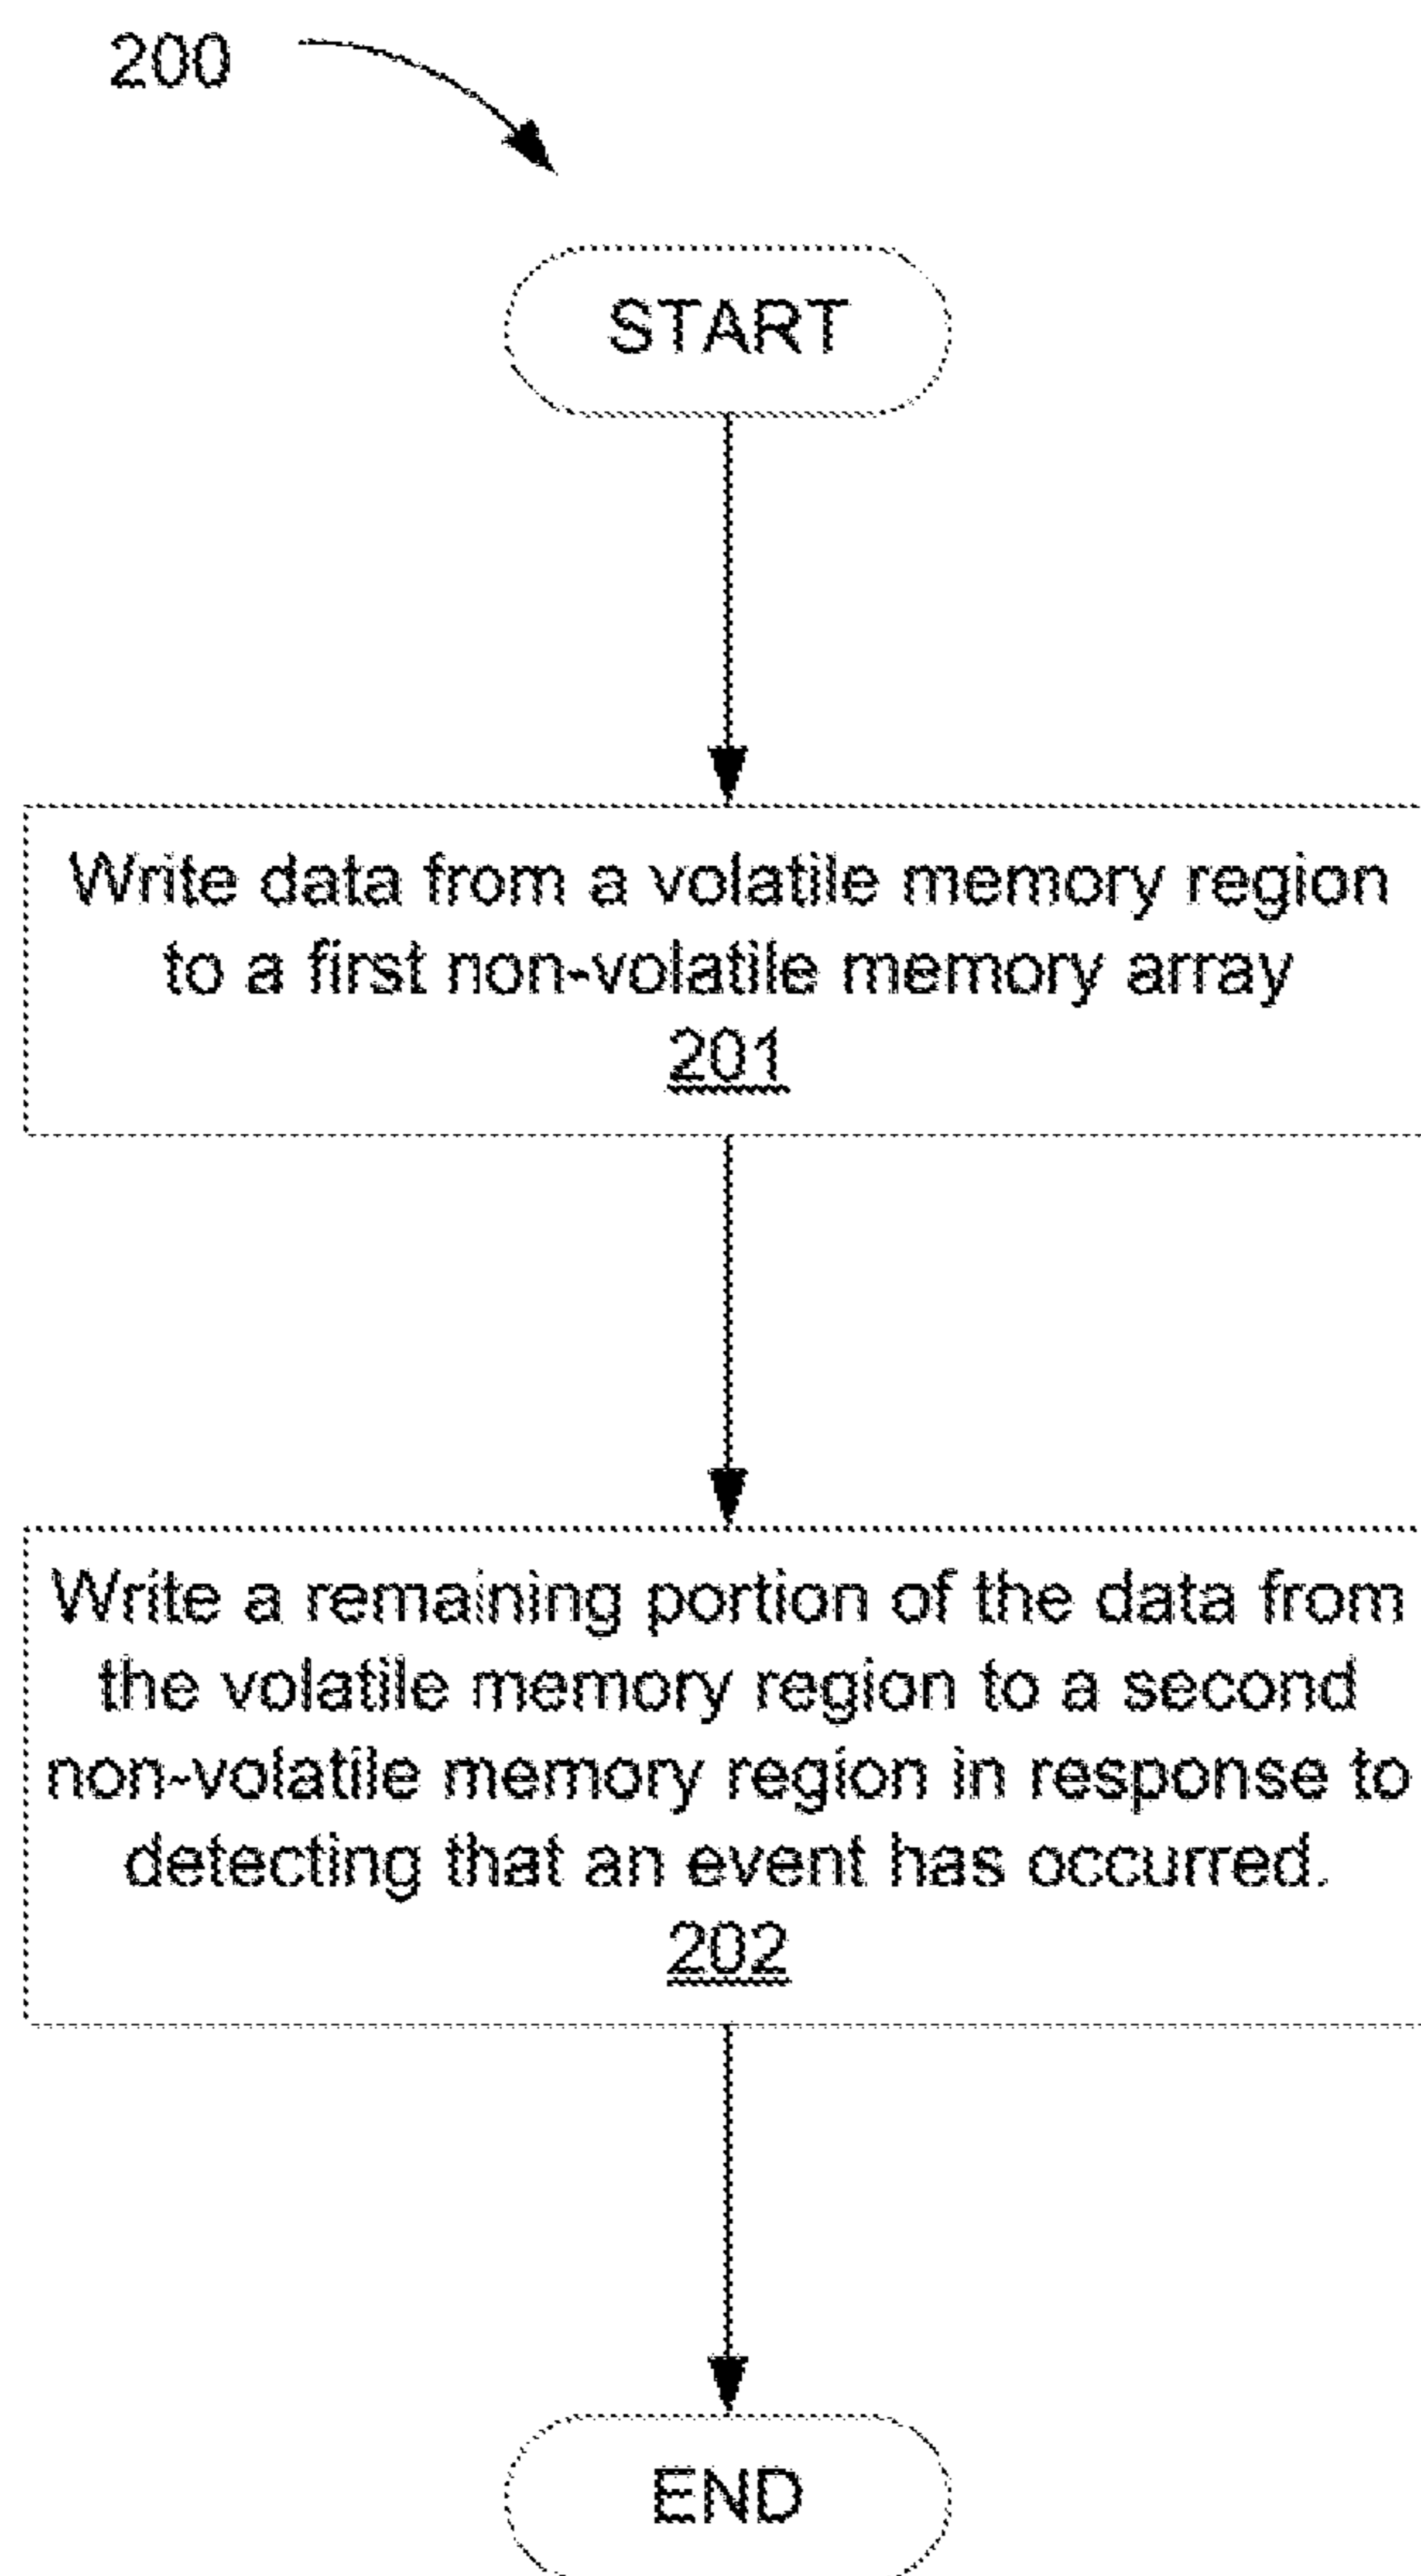 200
START
Write data from a volatile memory region
to a first non-volatile memory array
201
Write a remaining portion of the data from
the volatile memory region to a second
non-volatile memory region in response to
detecting that an event has occurred.
202
END